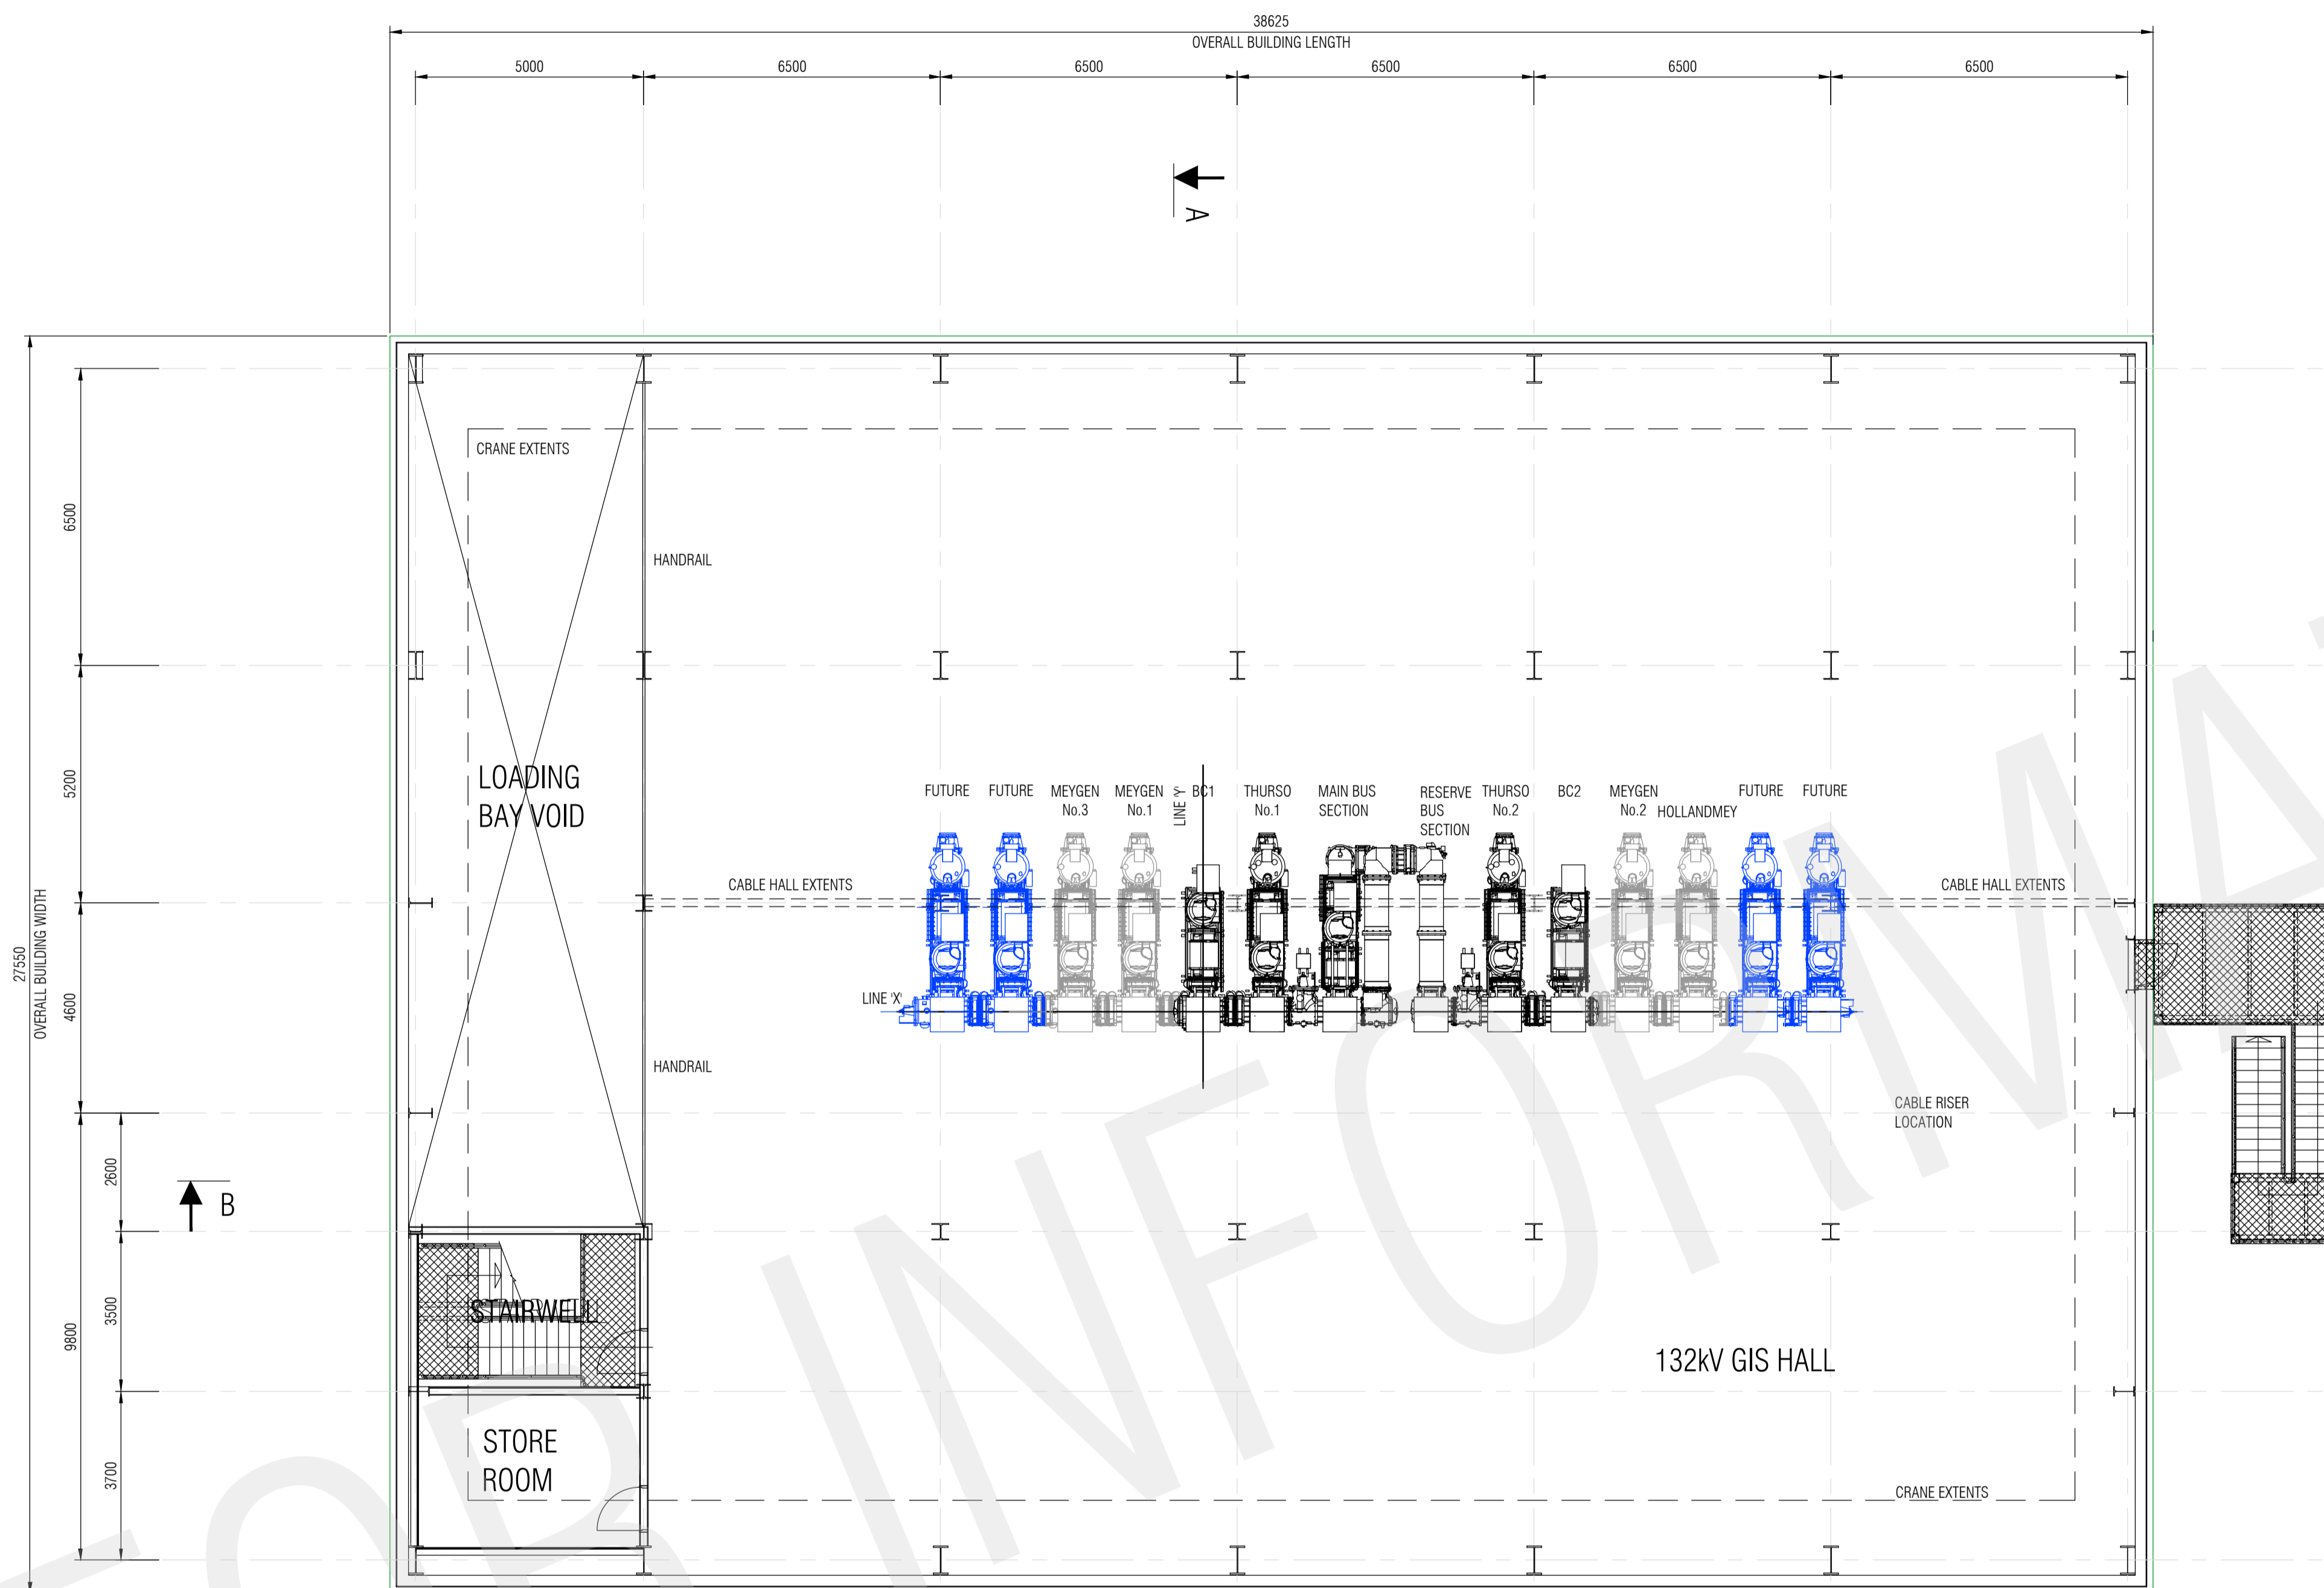 38625
OVERALL BUILDING LENGTH
5000
6500
6500
6500
6500
6500
A
CRANE EXTENTS
6500
HANDRAIL
5200
LOADING
BAY VOID
FUTURE
FUTURE
MEYGEN
No.3
MEYGEN
No.1
LINE 'Y'
BC1
THURSO
No.1
MAIN BUS
SECTION
RESERVE
BUS
SECTION
THURSO
No.2
BC2
MEYGEN
No.2
HOLLANDMEY
FUTURE
FUTURE
CABLE HALL EXTENTS
CABLE HALL EXTENTS
27550
OVERALL BUILDING WIDTH
4600
LINE 'X'
HANDRAIL
CABLE RISER
LOCATION
2600
B
3500
STAIRWELL
9800
132kV GIS HALL
STORE
ROOM
3700
CRANE EXTENTS
FOR INFORMA